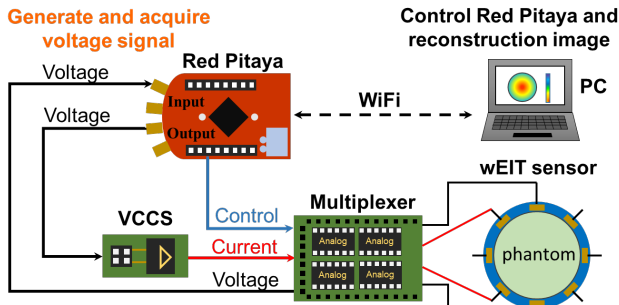 Generate and acquire
voltage signal
Control Red Pitaya and
reconstruction image
Red Pitaya
Voltage
Input
WiFi
PC
Voltage
Output
wEIT sensor
VCCS
Multiplexer
Control
Analog Analog
Current
phantom
Analog Analog
Voltage